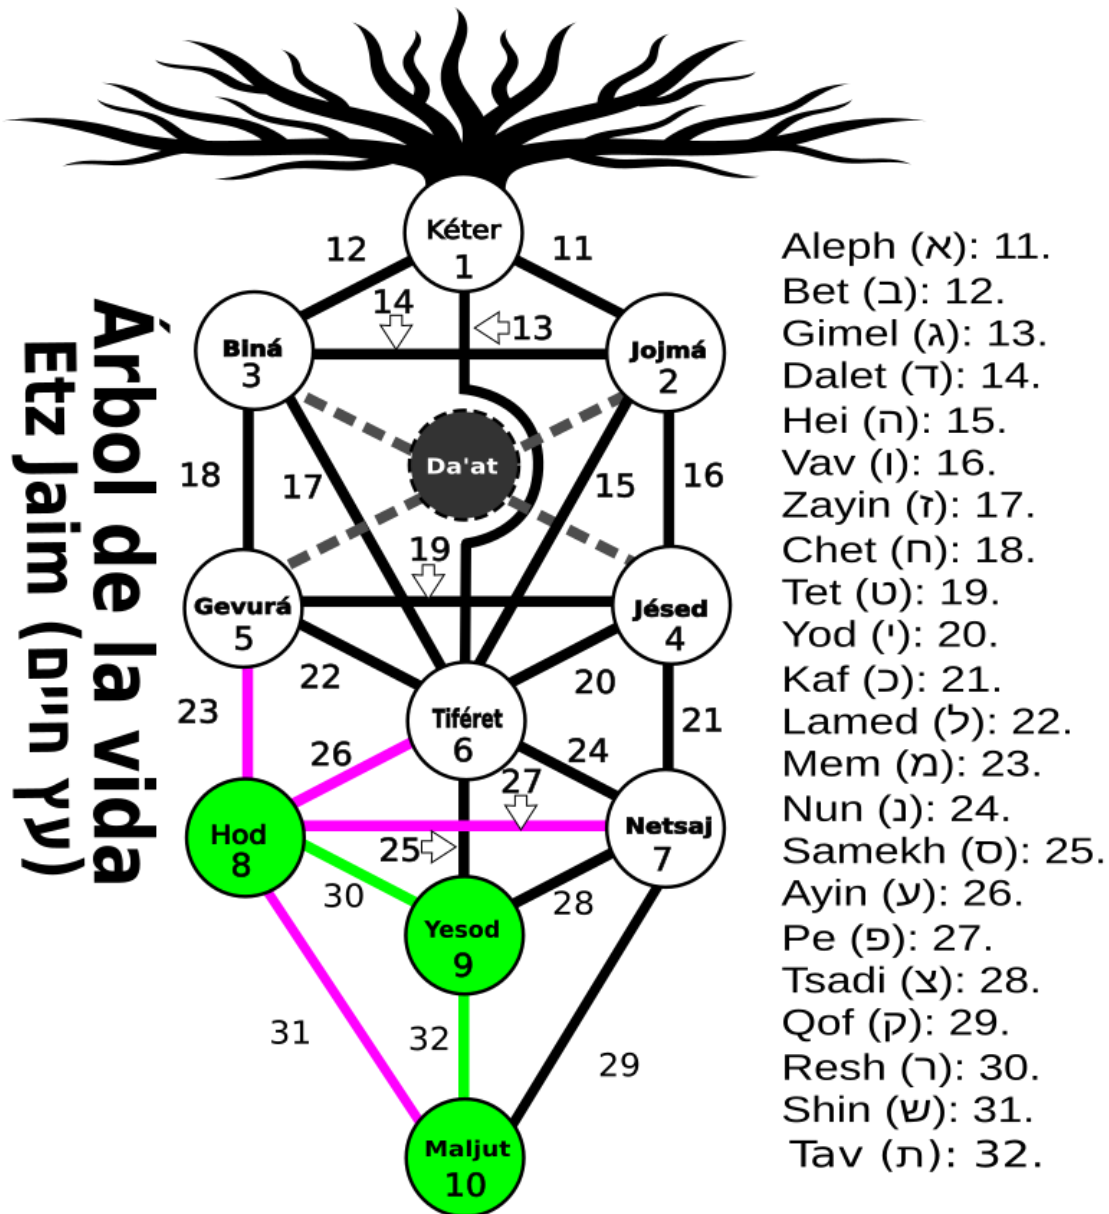 Kéter
1
12
11
14
13
Biná
3
Jojmá
2
Da'at
18
17
15
16
19
Gevurá
5
Jésed
4
22
20
23
Tiféret
6
21
26
24
27
Hod
8
25
Netsaj
7
30
28
Yesod
9
31
32
29
Maljut
10
Árbol de la vida
Etz Jaim (עץ חיים)
Aleph (א): 11.
Bet (ב): 12.
Gimel (ג): 13.
Dalet (ד): 14.
Hei (ה): 15.
Vav (ו): 16.
Zayin (ז): 17.
Chet (ח): 18.
Tet (ט): 19.
Yod (י): 20.
Kaf (כ): 21.
Lamed (ל): 22.
Mem (מ): 23.
Nun (נ): 24.
Samekh (ס): 25.
Ayin (ע): 26.
Pe (פ): 27.
Tsadi (צ): 28.
Qof (ק): 29.
Resh (ר): 30.
Shin (ש): 31.
Tav (ת): 32.